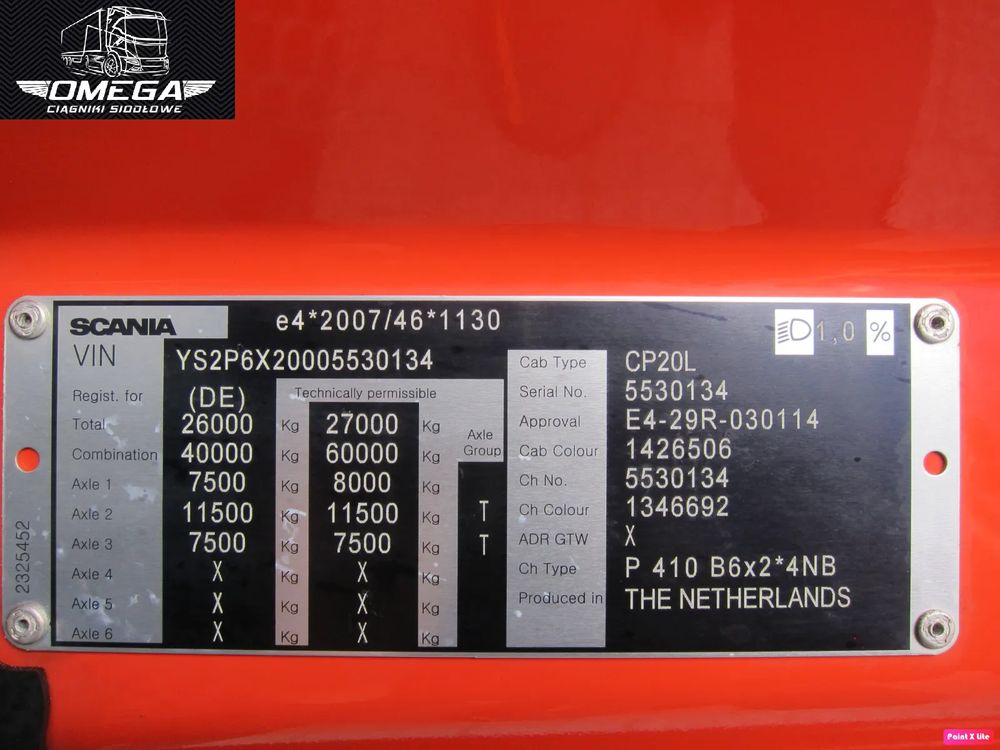 OMEGA
CIĄGNIKI SIODŁOWE
SCANIA e4*2007/46*1130 1,0 %
VIN YS2P6X20005530134
Regist. for (DE) Technically permissible
Total 26000 Kg 27000 Kg
Combination 40000 Kg 60000 Kg
Axle Group
Axle 1 7500 Kg 8000 Kg
Axle 2 11500 Kg 11500 Kg T
Axle 3 7500 Kg 7500 Kg T
Axle 4 X Kg X Kg
Axle 5 X Kg X Kg
Axle 6 X Kg X Kg
Cab Type CP20L
Serial No. 5530134
Approval E4-29R-030114
Cab Colour 1426506
Ch No. 5530134
Ch Colour 1346692
ADR GTW X
Ch Type P 410 B6x2*4NB
Produced in THE NETHERLANDS
2325452
Paint X lite